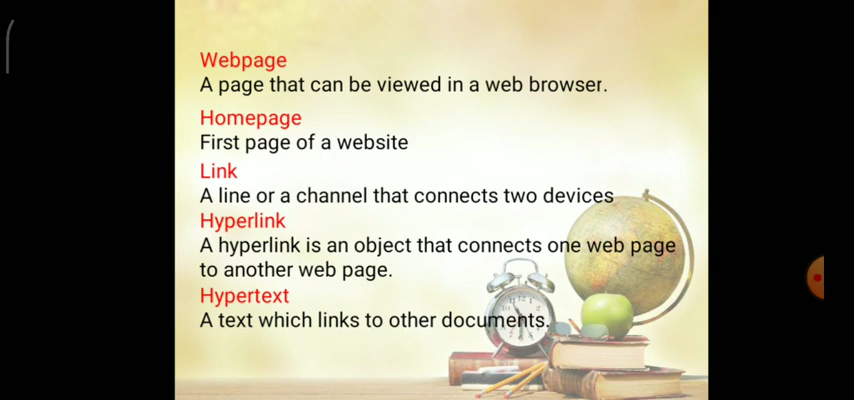 Webpage
A page that can be viewed in a web browser.
Homepage
First page of a website
Link
A line or a channel that connects two devices
Hyperlink
A hyperlink is an object that connects one web page
to another web page.
Hypertext
A text which links to other documents.